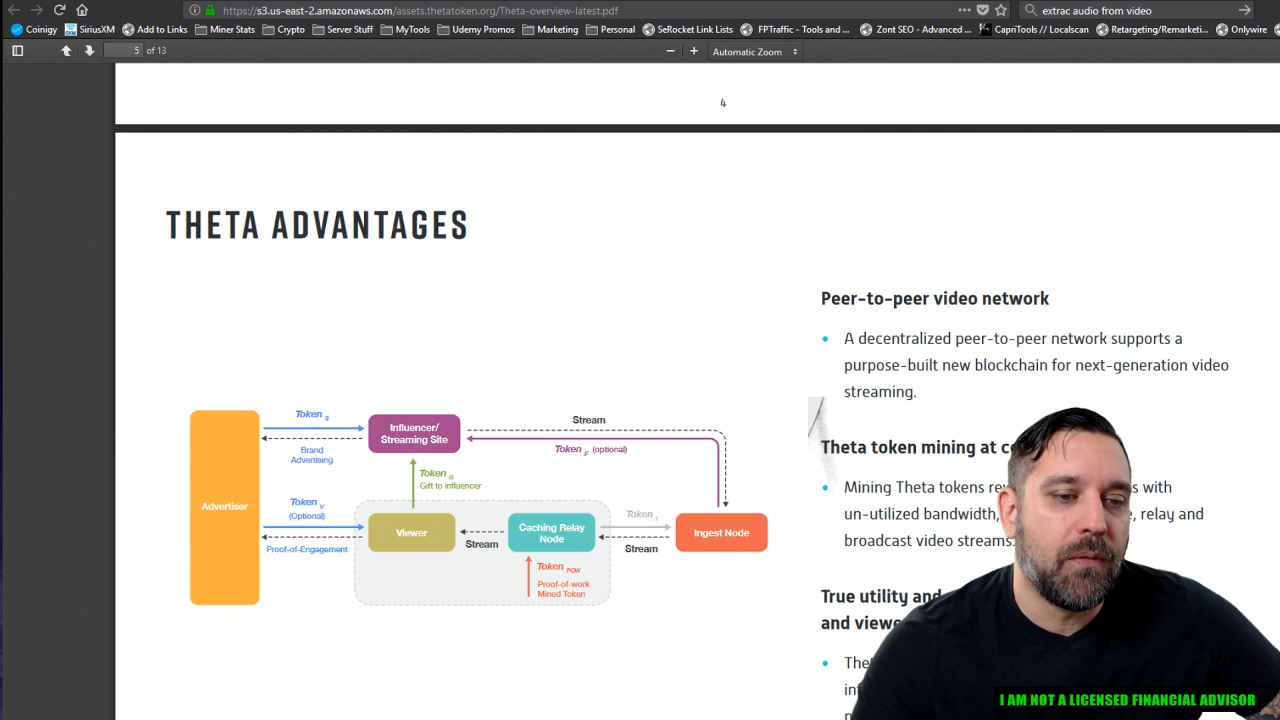 https://s3.us-east-2.amazonaws.com/assets.thetatoken.org/Theta-overview-latest.pdf
extrac audio from video
Coinigy SiriusXM Add to Links Miner Stats Crypto Server Stuff MyTools Udemy Promos Marketing Personal SeRocket Link Lists FPTraffic - Tools and ... Zont SEO - Advanced ... CapriTools // Localscan Retargeting/Remarketi... Onlywire
5 of 13
Automatic Zoom
4
THETA ADVANTAGES
Peer-to-peer video network
A decentralized peer-to-peer network supports a
purpose-built new blockchain for next-generation video
streaming.
Theta token mining at
Mining Theta tokens with
un-utilized bandwidth, relay and
broadcast video streams.
True utility and
and
Advertiser
Token S
Brand
Advertising
Token V
(Optional)
Proof-of-Engagement
Influencer/
Streaming Site
Token G
Gift to influencer
Viewer
Stream
Caching Relay
Node
Token POW
Proof-of-work
Mined Token
Stream
Token F (optional)
Token I
Stream
Ingest Node
I AM NOT A LICENSED FINANCIAL ADVISOR